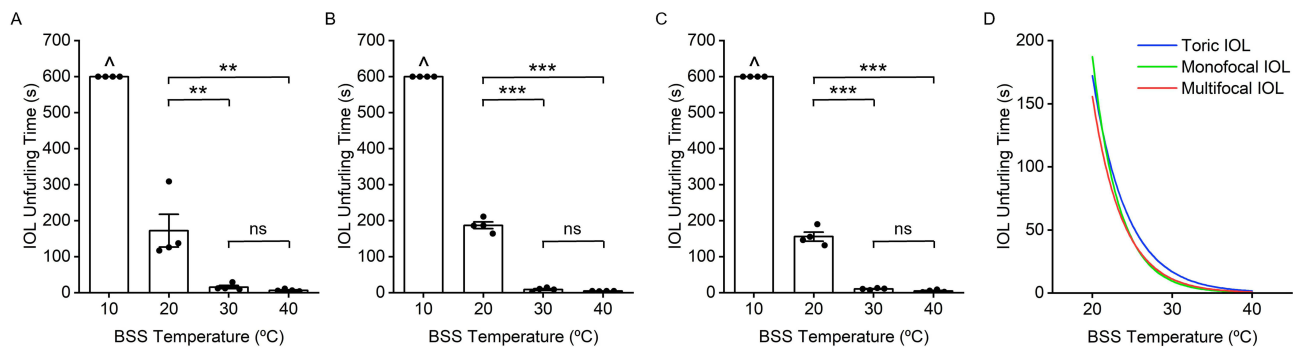 A
IOL Unfurling Time (s)
700
600
500
400
300
200
100
0
^
**
**
ns
10
20
30
40
BSS Temperature (ºC)
B
IOL Unfurling Time (s)
700
600
500
400
300
200
100
0
^
***
***
ns
10
20
30
40
BSS Temperature (ºC)
C
IOL Unfurling Time (s)
700
600
500
400
300
200
100
0
^
***
***
ns
10
20
30
40
BSS Temperature (ºC)
D
IOL Unfurling Time (s)
200
150
100
50
0
Toric IOL
Monofocal IOL
Multifocal IOL
20
30
40
BSS Temperature (ºC)